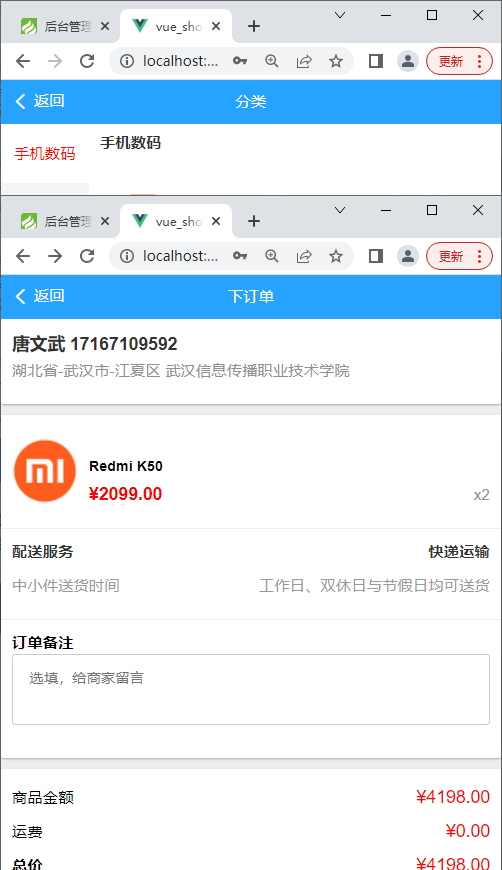 后台管理
vue_sho
localhost:...
更新
返回
分类
手机数码
手机数码
后台管理
vue_sho
localhost:...
更新
返回
下订单
唐文武 17167109592
湖北省-武汉市-江夏区 武汉信息传播职业技术学院
mi
Redmi K50
¥2099.00
x2
配送服务
快递运输
中小件送货时间
工作日、双休日与节假日均可送货
订单备注
选填，给商家留言
商品金额
¥4198.00
运费
¥0.00
总价
¥4198.00